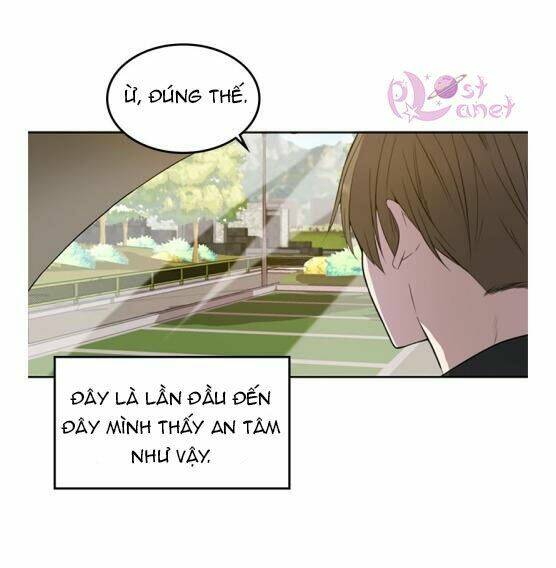 Ừ, ĐÚNG THẾ.
Lost
Planet
ĐÂY LÀ LẦN ĐẦU ĐẾN
ĐÂY MÌNH THẤY AN TÂM
NHƯ VẬY.